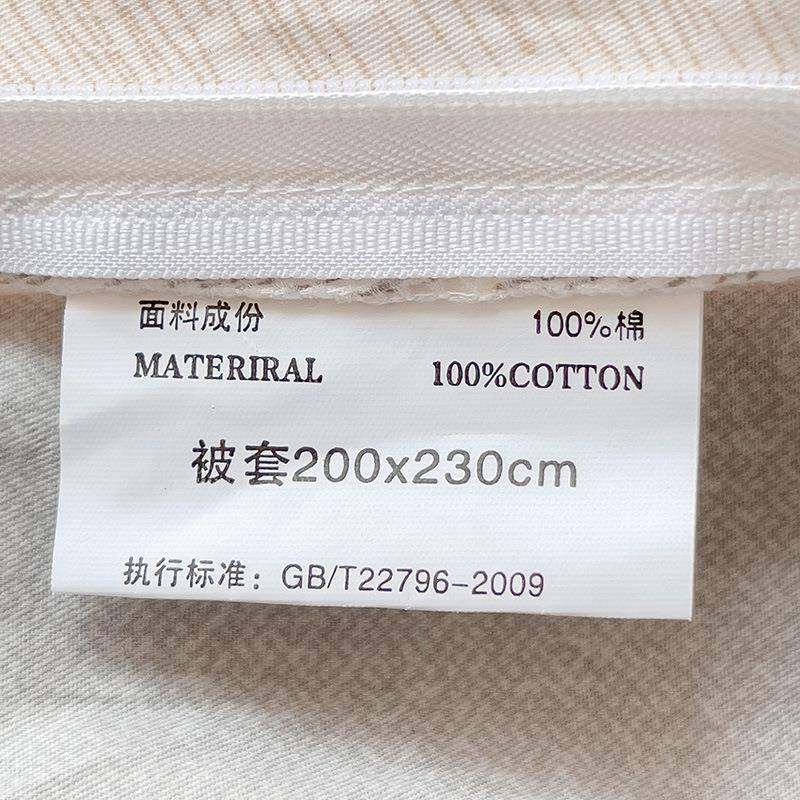 面料成份 100%棉
MATERIRAL 100%COTTON
被套200x230cm
执行标准：GB/T22796-2009